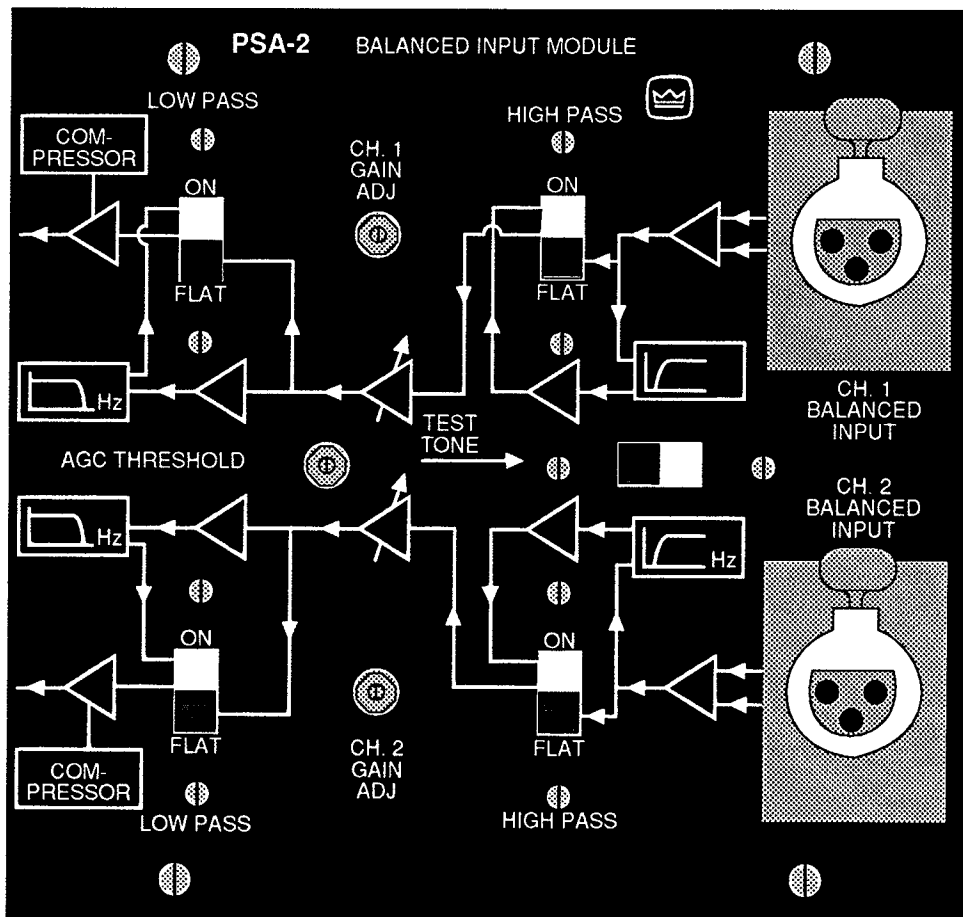 PSA-2 BALANCED INPUT MODULE
LOW PASS
HIGH PASS
COM-
PRESSOR
CH. 1
GAIN
ADJ
ON
ON
FLAT
FLAT
Hz
CH. 1
BALANCED
INPUT
TEST
TONE
AGC THRESHOLD
CH. 2
BALANCED
INPUT
Hz
Hz
ON
ON
FLAT
FLAT
CH. 2
GAIN
ADJ
COM-
PRESSOR
LOW PASS
HIGH PASS